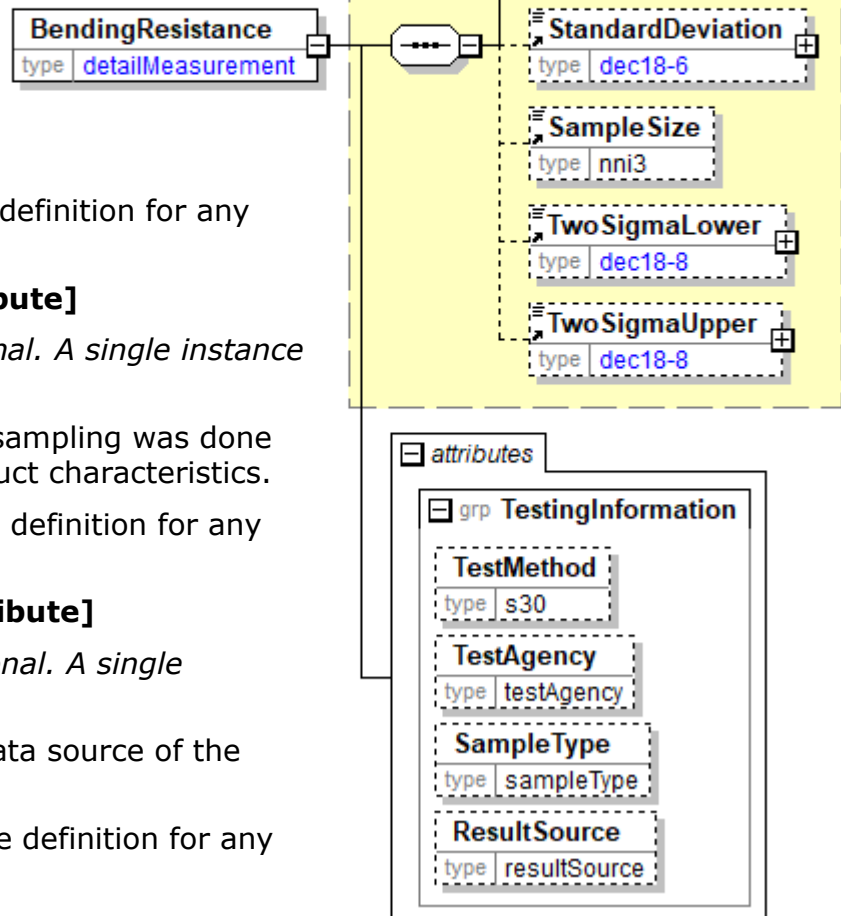 BendingResistance
type detailMeasurement
StandardDeviation
type dec18-6
SampleSize
type nni3
TwoSigmaLower
type dec18-8
TwoSigmaUpper
type dec18-8
attributes
grp TestingInformation
TestMethod
type s30
TestAgency
type testAgency
SampleType
type sampleType
ResultSource
type resultSource
definition for any
bute]
nal. A single instance
sampling was done
uct characteristics.
definition for any
ibute]
onal. A single
ata source of the
e definition for any